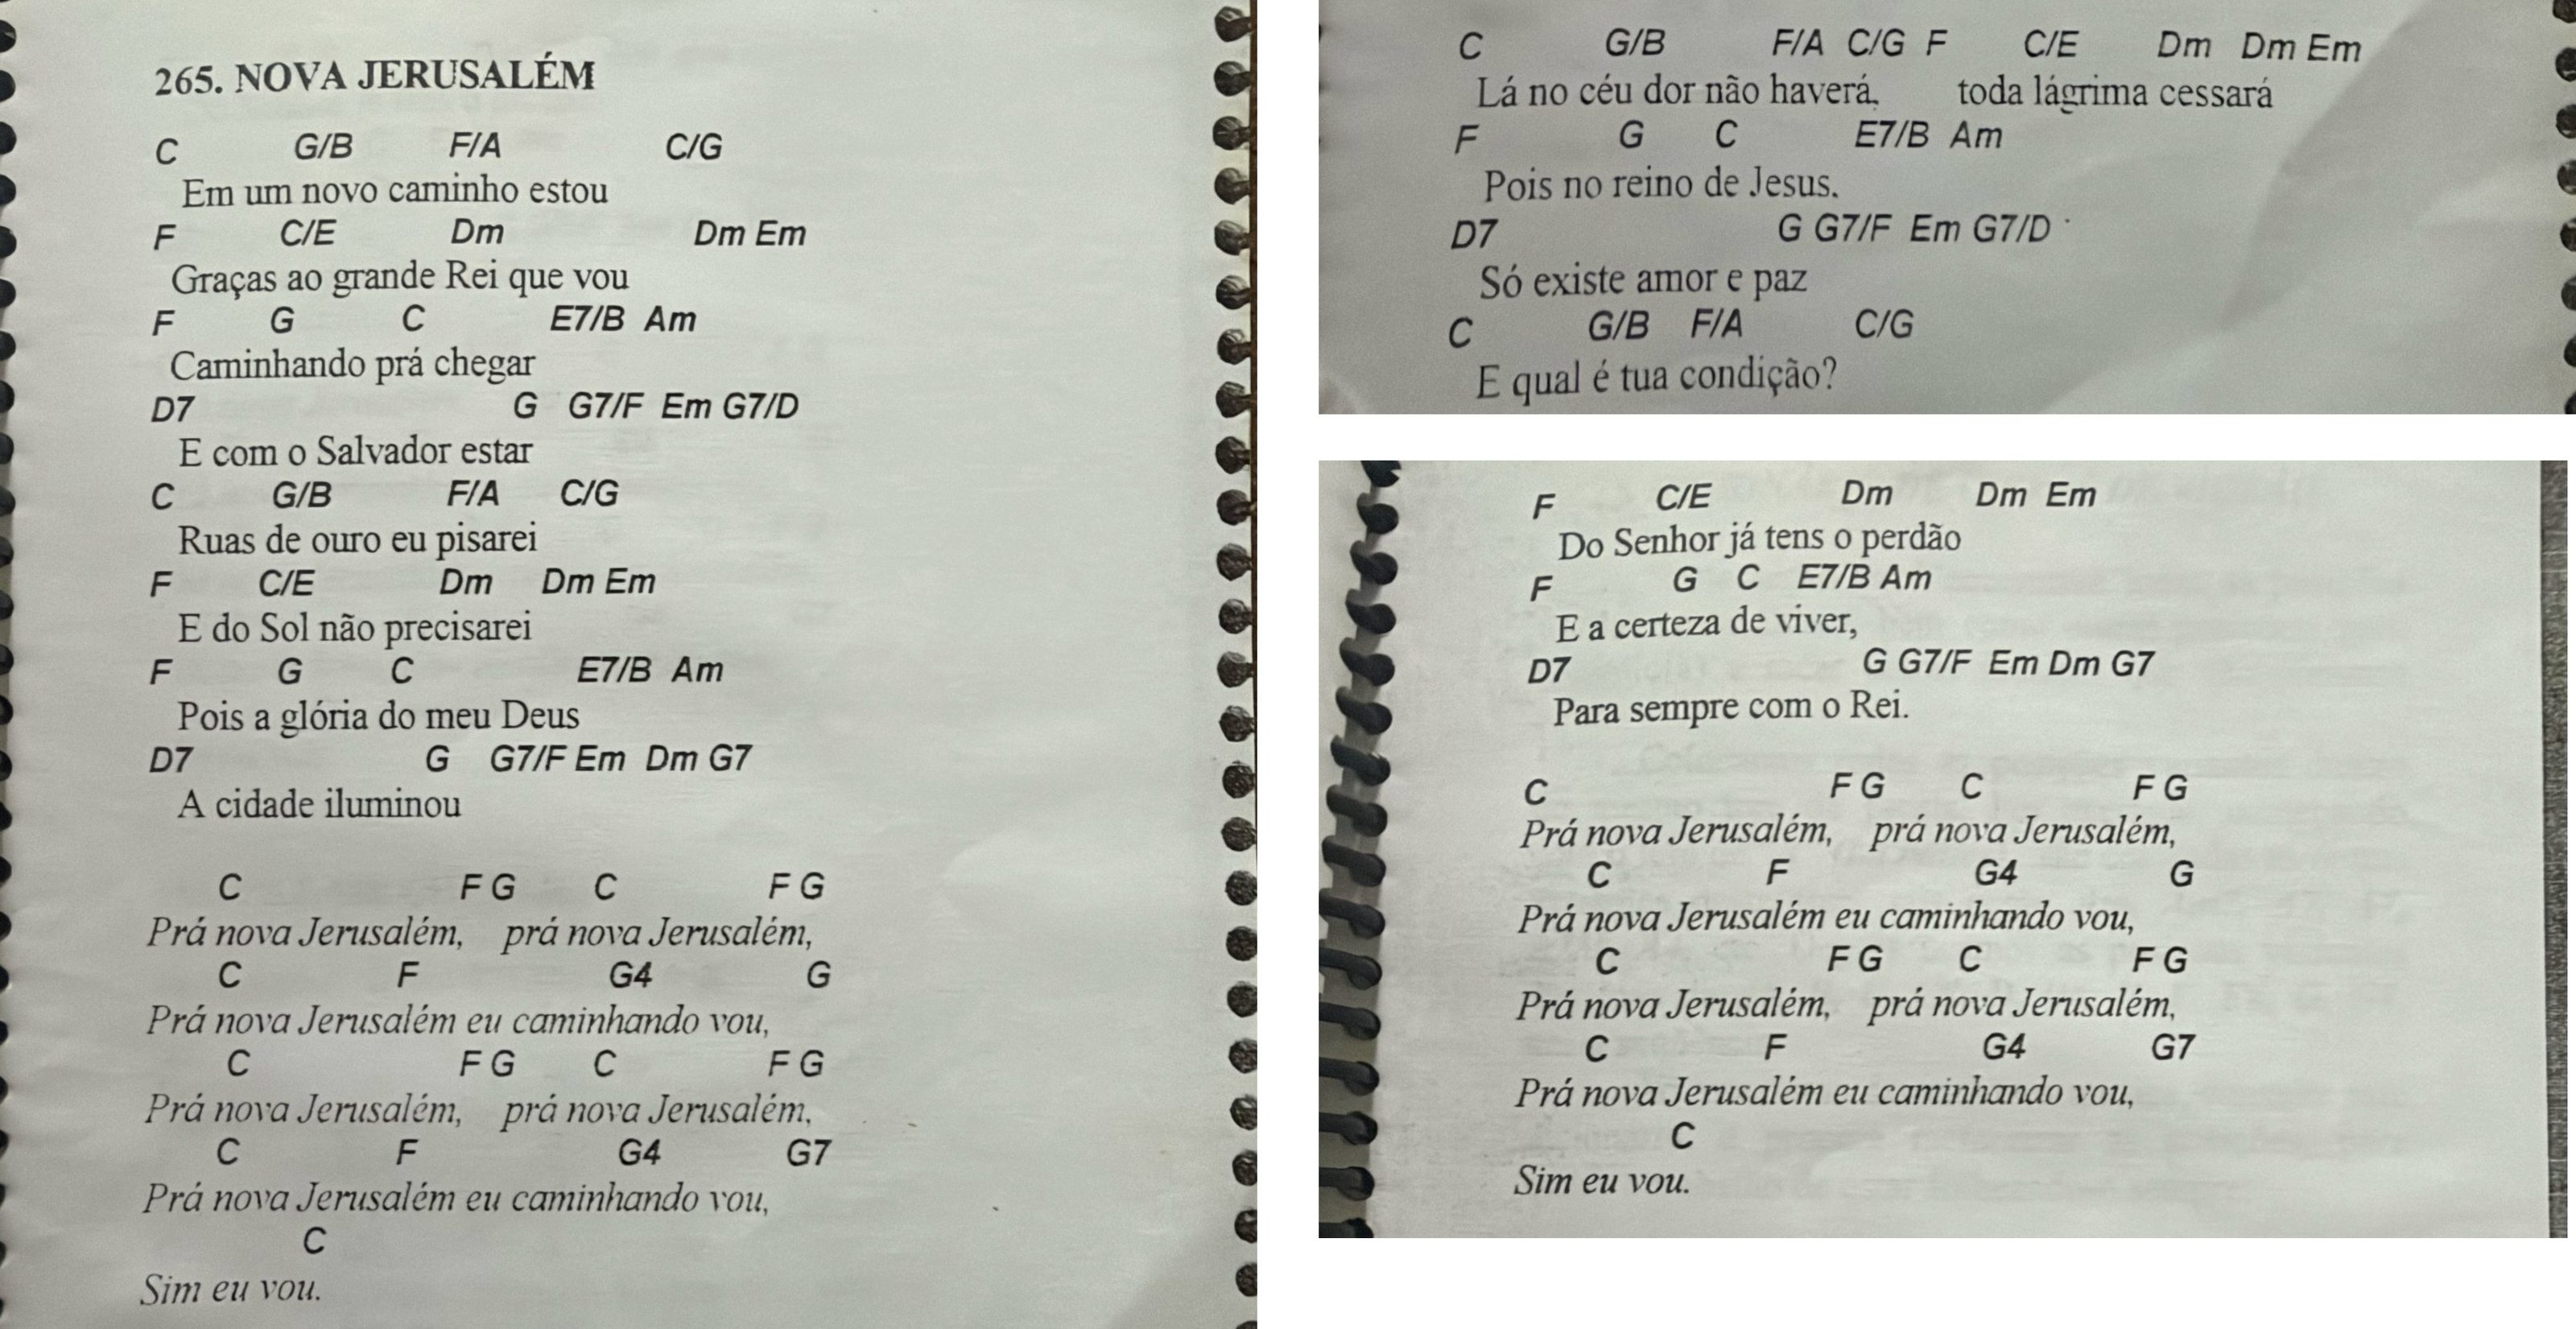 265. NOVA JERUSALÉM
C G/B F/A C/G
Em um novo caminho estou
F C/E Dm Dm Em
Graças ao grande Rei que vou
F G C E7/B Am
Caminhando prá chegar
D7 G G7/F Em G7/D
E com o Salvador estar
C G/B F/A C/G
Ruas de ouro eu pisarei
F C/E Dm Dm Em
E do Sol não precisarei
F G C E7/B Am
Pois a glória do meu Deus
D7 G G7/F Em Dm G7
A cidade iluminou
C F G C F G
Prá nova Jerusalém, prá nova Jerusalém,
C F G4 G
Prá nova Jerusalém eu caminhando vou,
C F G C F G
Prá nova Jerusalém, prá nova Jerusalém,
C F G4 G7
Prá nova Jerusalém eu caminhando vou,
C
Sim eu vou.
C G/B F/A C/G F C/E Dm Dm Em
Lá no céu dor não haverá, toda lágrima cessará
F G C E7/B Am
Pois no reino de Jesus.
D7 G G7/F Em G7/D
Só existe amor e paz
C G/B F/A C/G
E qual é tua condição?
F C/E Dm Dm Em
Do Senhor já tens o perdão
F G C E7/B Am
E a certeza de viver,
D7 G G7/F Em Dm G7
Para sempre com o Rei.
C F G C F G
Prá nova Jerusalém, prá nova Jerusalém,
C F G4 G
Prá nova Jerusalém eu caminhando vou,
C F G C F G
Prá nova Jerusalém, prá nova Jerusalém,
C F G4 G7
Prá nova Jerusalém eu caminhando vou,
C
Sim eu vou.